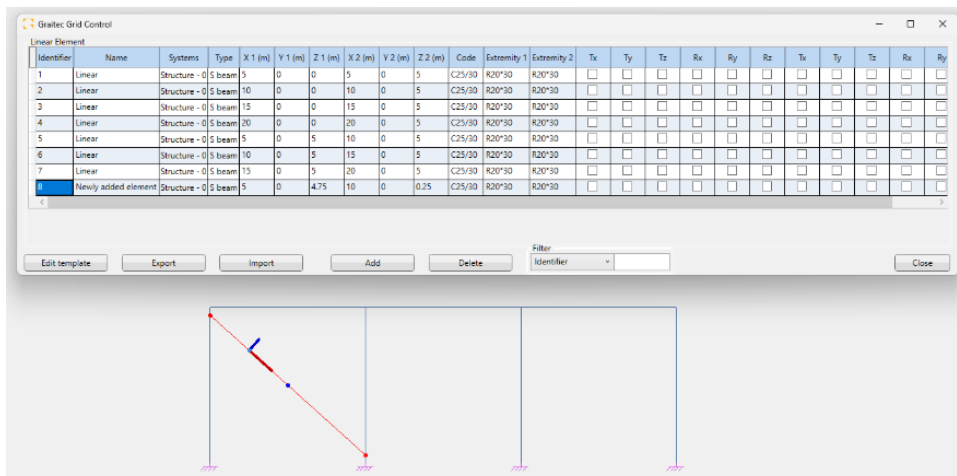 Graitec Grid Control
Linear Element
Identifier Name Systems Type X 1 (m) Y 1 (m) Z 1 (m) X 2 (m) Y 2 (m) Z 2 (m) Code Extremity 1 Extremity 2 Tx Ty Tz Rx Ry Rz Tx Ty Tz Rx Ry
1 Linear Structure - 0 S beam 5 0 0 5 0 5 C25/30 R20*30 R20*30
2 Linear Structure - 0 S beam 10 0 0 10 0 5 C25/30 R20*30 R20*30
3 Linear Structure - 0 S beam 15 0 0 15 0 5 C25/30 R20*30 R20*30
4 Linear Structure - 0 S beam 20 0 0 20 0 5 C25/30 R20*30 R20*30
5 Linear Structure - 0 S beam 5 0 5 10 0 5 C25/30 R20*30 R20*30
6 Linear Structure - 0 S beam 10 0 5 15 0 5 C25/30 R20*30 R20*30
7 Linear Structure - 0 S beam 15 0 5 20 0 5 C25/30 R20*30 R20*30
8 Newly added element Structure - 0 S beam 5 0 4.75 10 0 0.25 C25/30 R20*30 R20*30
Filter
Edit template Export Import Add Delete Identifier Close